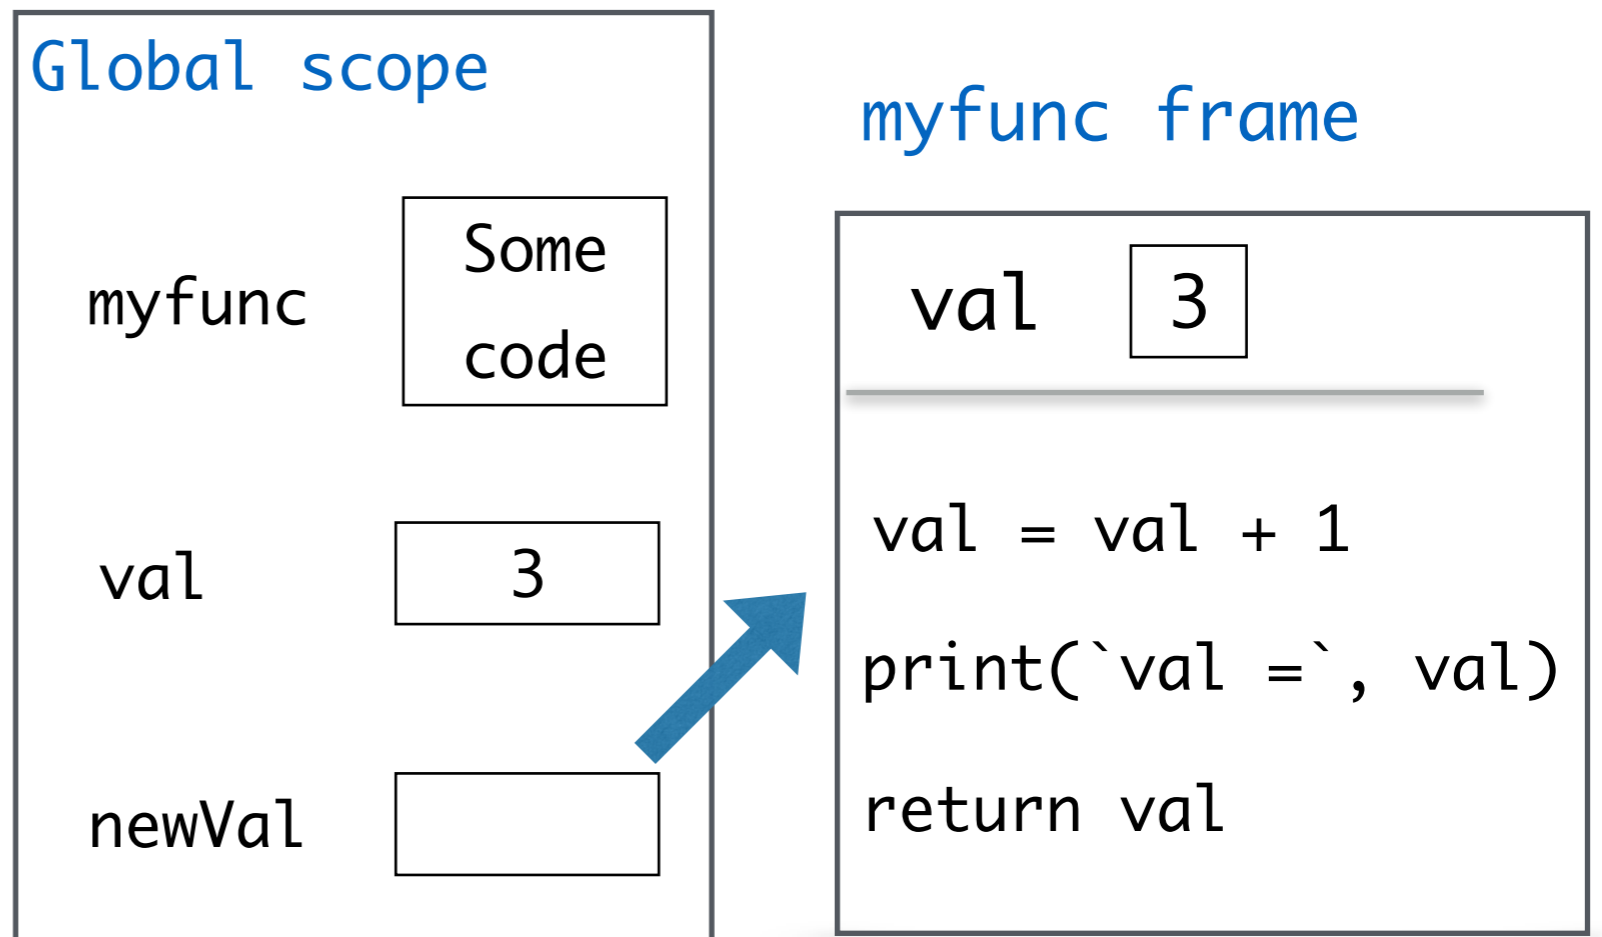 Global scope
myfunc
Some
code
val
3
newVal
myfunc frame
val 3
val = val + 1
print(`val =`, val)
return val